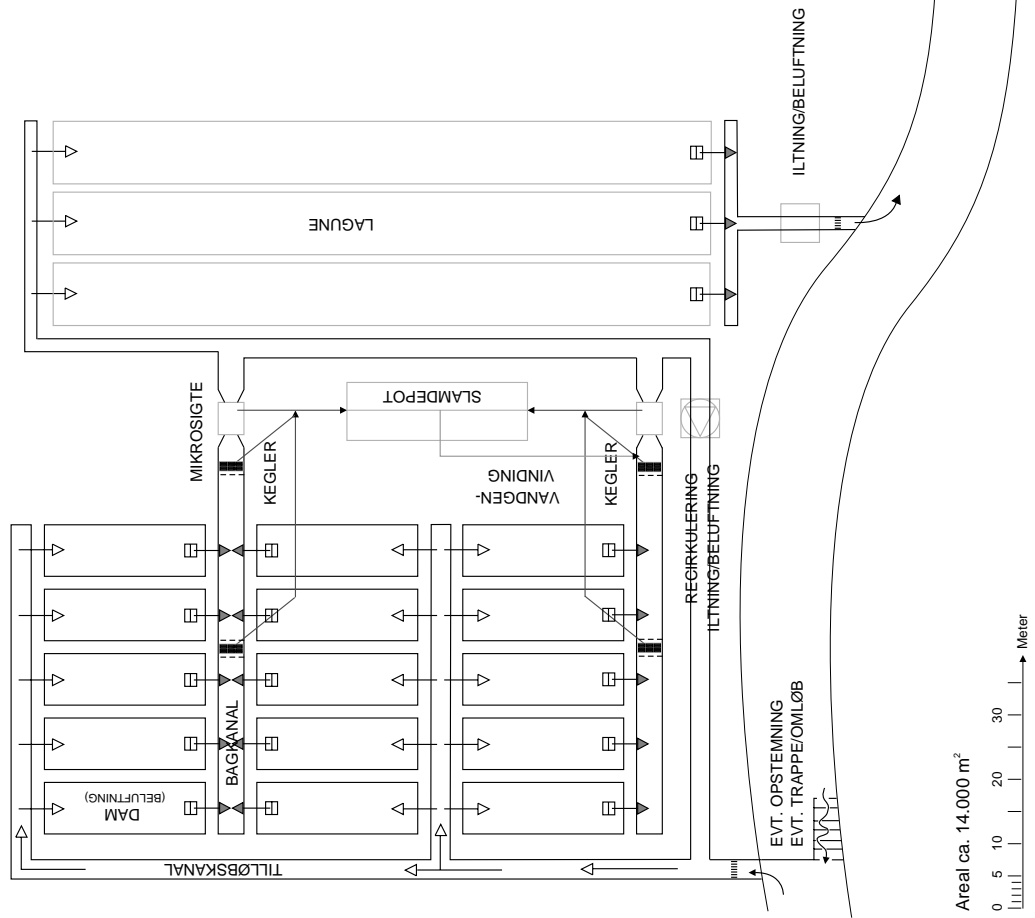 ILTNING/BELUFTNING
LAGUNE
MIKROSIGTE
SLAMDEPOT
KEGLER
KEGLER
VANDGEN-
VINDING
RECIRKULERING
ILTNING/BELUFTNING
BAGKANAL
DAM
(BELUFTNING)
TILLØBSKANAL
EVT. OPSTEMNING
EVT. TRAPPE/OMLØB
Areal ca. 14.000 m²
0 5 10 20 30 Meter